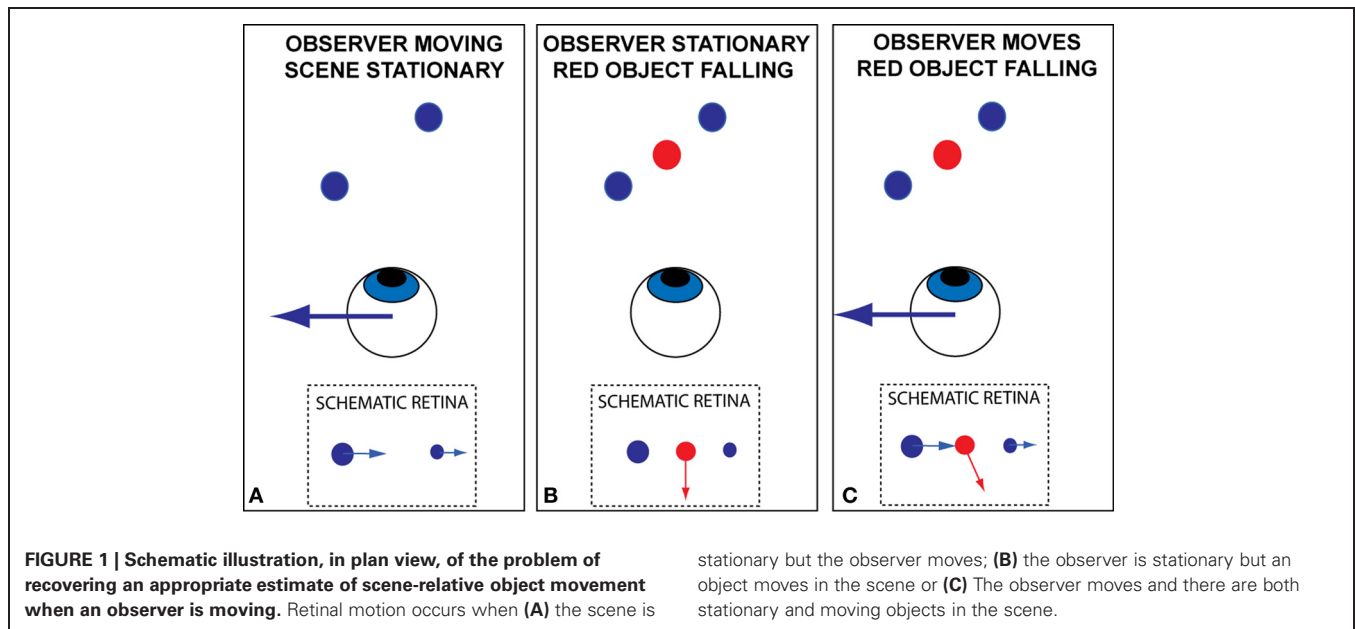 OBSERVER MOVING
SCENE STATIONARY
SCHEMATIC RETINA
A
OBSERVER STATIONARY
RED OBJECT FALLING
SCHEMATIC RETINA
B
OBSERVER MOVES
RED OBJECT FALLING
SCHEMATIC RETINA
C
FIGURE 1 | Schematic illustration, in plan view, of the problem of
recovering an appropriate estimate of scene-relative object movement
when an observer is moving. Retinal motion occurs when (A) the scene is
stationary but the observer moves; (B) the observer is stationary but an
object moves in the scene or (C) The observer moves and there are both
stationary and moving objects in the scene.